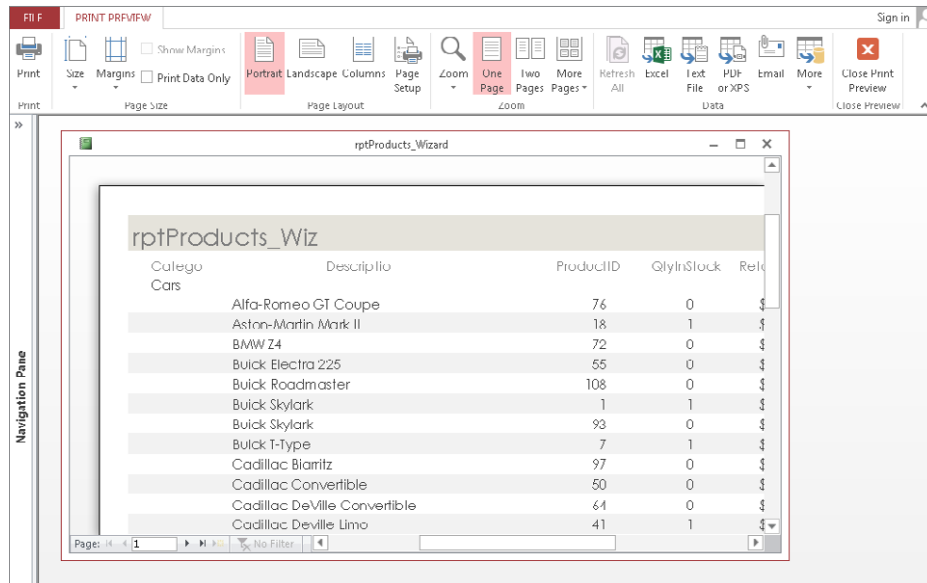 FILE PRINT PREVIEW Sign in
Show Margins
Print Data Only
Print Size Margins Portrait Landscape Columns Page Setup Zoom One Page Two Pages More Pages Refresh All Excel Text File PDF or XPS Email More Close Print Preview
Print Page Size Page Layout Zoom Data Close Preview
»
rptProducts_Wizard
rptProducts_Wiz
Catego Descriptio ProductID QtyInStock
Cars
Alfa-Romeo GT Coupe 76 0 $
Aston-Martin Mark II 18 1 $
BMW Z4 72 0 $
Buick Electra 225 55 0 $
Buick Roadmaster 108 0 $
Buick Skylark 1 1 $
Buick Skylark 93 0 $
Buick T-Type 7 1 $
Cadillac Biarritz 97 0 $
Cadillac Convertible 50 0 $
Cadillac DeVille Convertible 64 0 $
Cadillac Deville Limo 41 1 $
Navigation Pane
Page: 1 No Filter